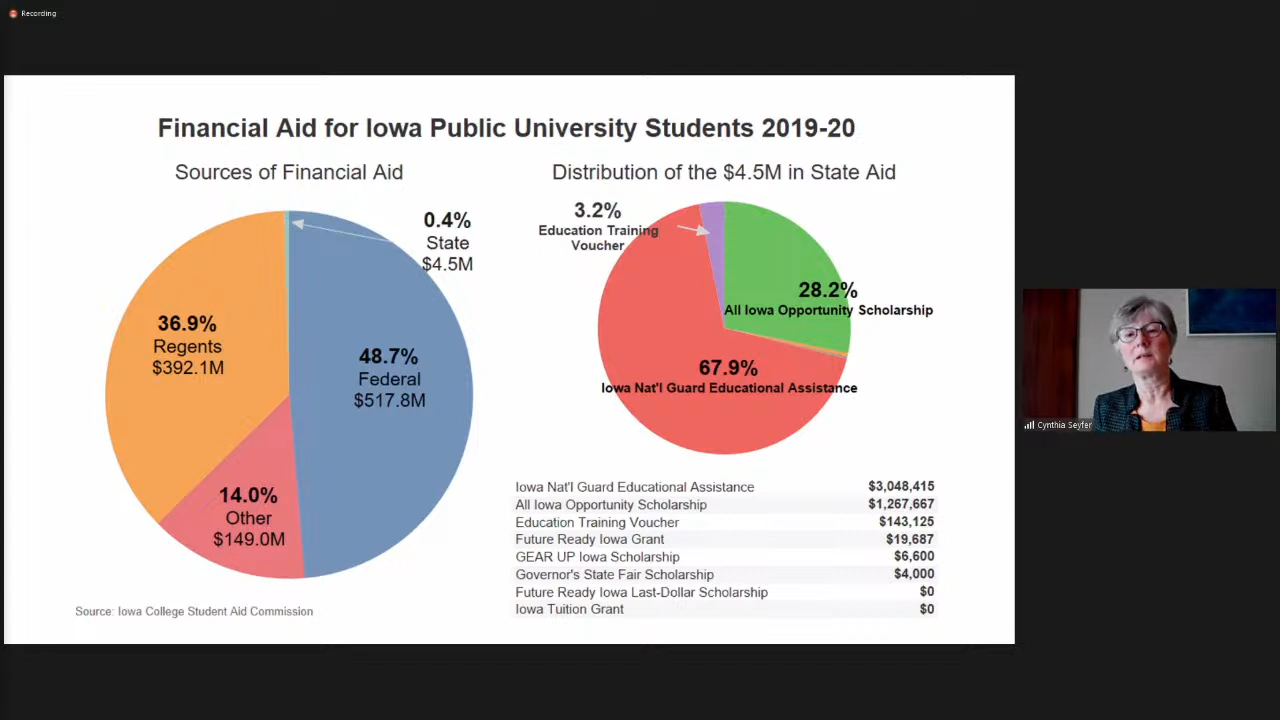 Recording
Financial Aid for Iowa Public University Students 2019-20
Sources of Financial Aid
0.4%
State
$4.5M
36.9%
Regents
$392.1M
48.7%
Federal
$517.8M
14.0%
Other
$149.0M
Source: Iowa College Student Aid Commission
Distribution of the $4.5M in State Aid
3.2%
Education Training
Voucher
28.2%
All Iowa Opportunity Scholarship
67.9%
Iowa Nat'l Guard Educational Assistance
Iowa Nat'l Guard Educational Assistance $3,048,415
All Iowa Opportunity Scholarship $1,267,667
Education Training Voucher $143,125
Future Ready Iowa Grant $19,687
GEAR UP Iowa Scholarship $6,600
Governor's State Fair Scholarship $4,000
Future Ready Iowa Last-Dollar Scholarship $0
Iowa Tuition Grant $0
Cynthia Seyfer